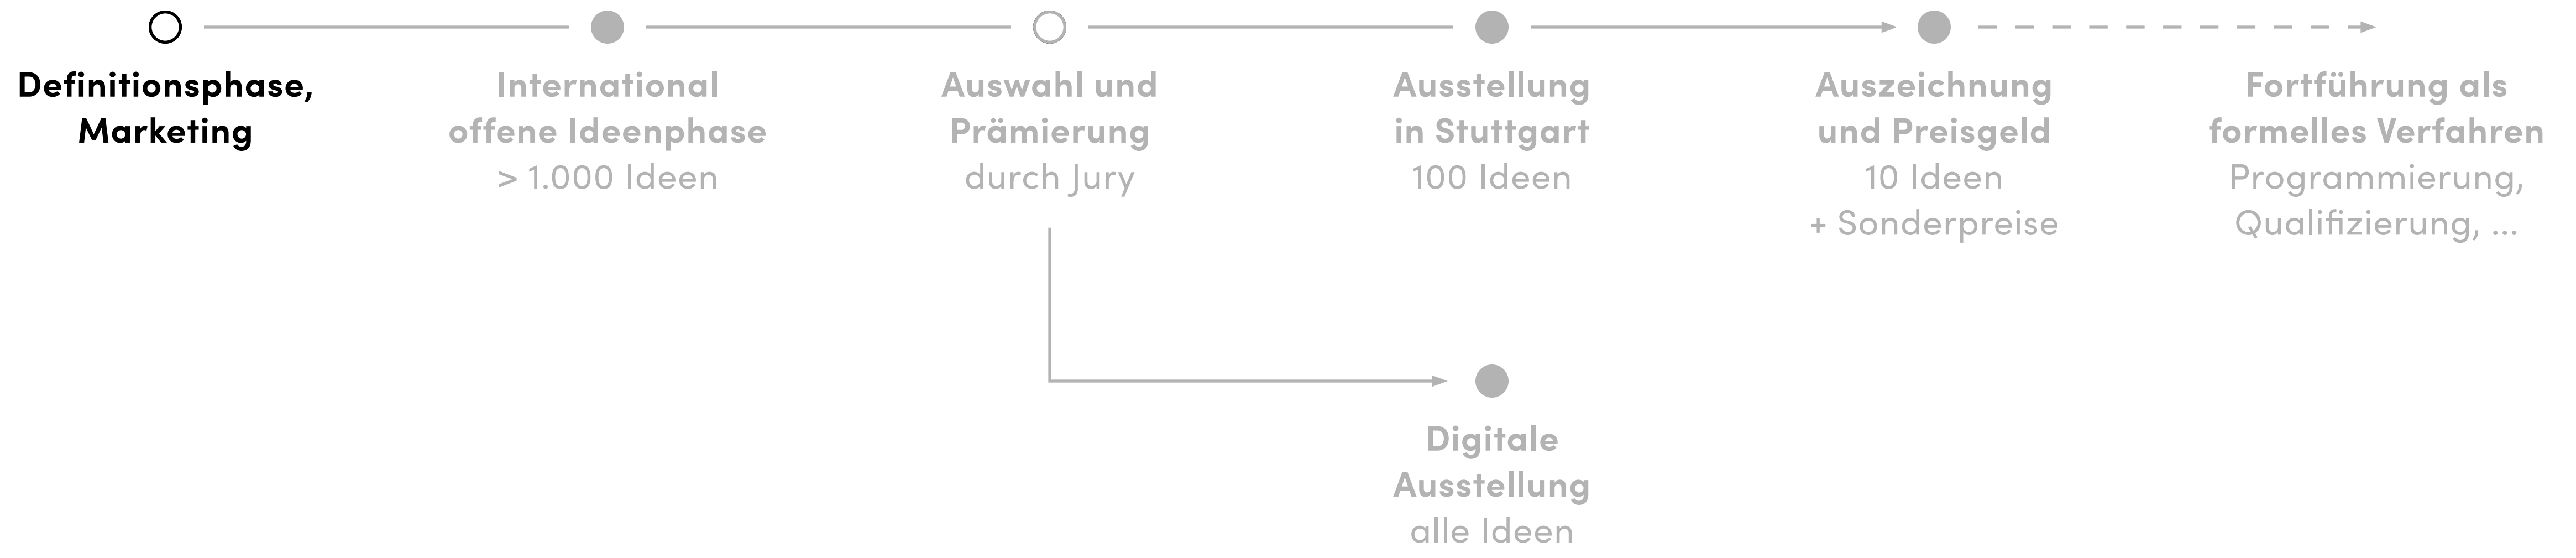 Definitionsphase,
Marketing
International
offene Ideenphase
> 1.000 Ideen
Auswahl und
Prämierung
durch Jury
Ausstellung
in Stuttgart
100 Ideen
Auszeichnung
und Preisgeld
10 Ideen
+ Sonderpreise
Fortführung als
formelles Verfahren
Programmierung,
Qualifizierung, ...
Digitale
Ausstellung
alle Ideen